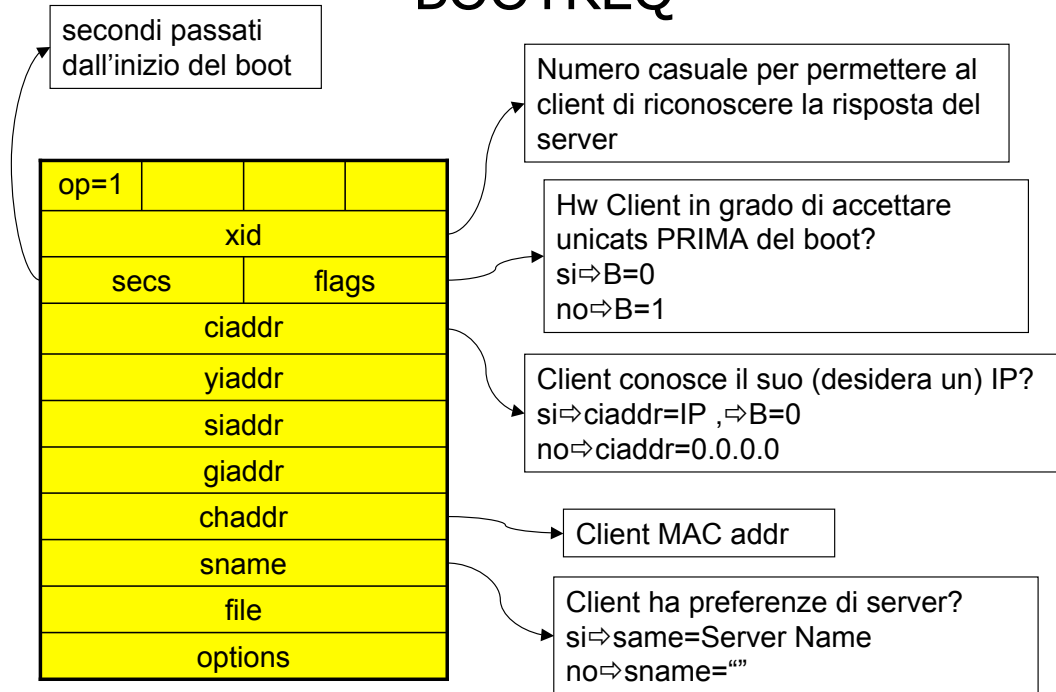 BOOTREQ
secondi passati
dall'inizio del boot
Numero casuale per permettere al
client di riconoscere la risposta del
server
op=1
xid
secs flags
ciaddr
yiaddr
siaddr
giaddr
chaddr
sname
file
options
Hw Client in grado di accettare
unicats PRIMA del boot?
si⇨B=0
no⇨B=1
Client conosce il suo (desidera un) IP?
si⇨ciaddr=IP ,⇨B=0
no⇨ciaddr=0.0.0.0
Client MAC addr
Client ha preferenze di server?
si⇨same=Server Name
no⇨sname=“”